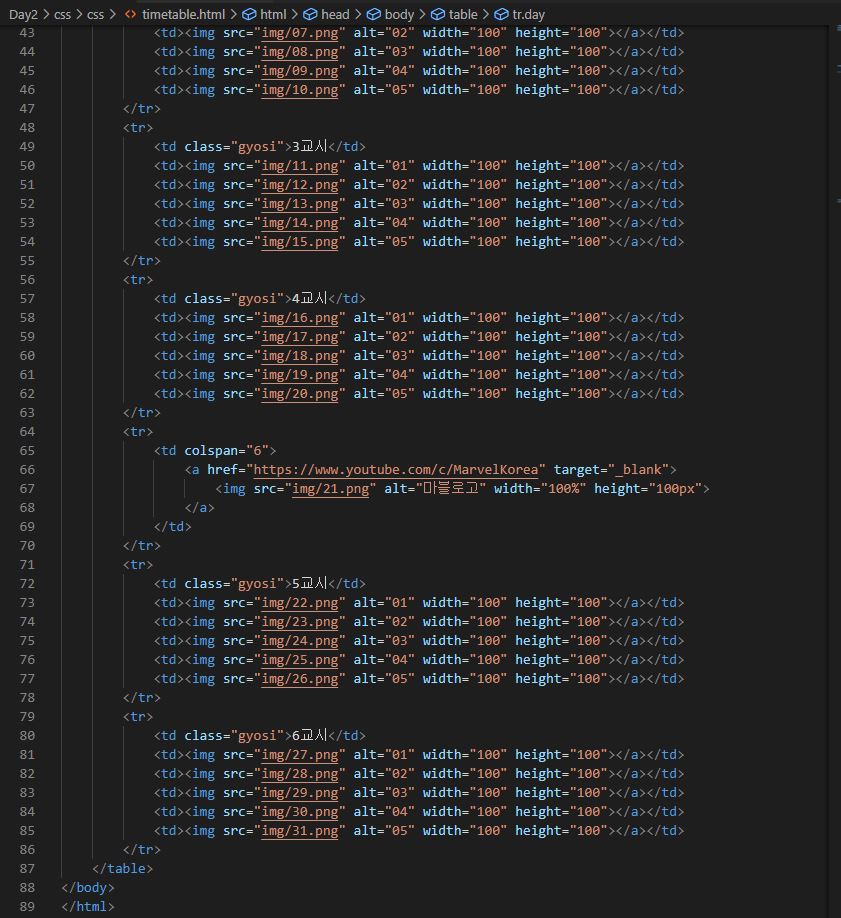 Day2 > css > css > <> timetable.html > html > head > body > table > tr.day
43 <td><img src="img/07.png" alt="02" width="100" height="100"></a></td>
44 <td><img src="img/08.png" alt="03" width="100" height="100"></a></td>
45 <td><img src="img/09.png" alt="04" width="100" height="100"></a></td>
46 <td><img src="img/10.png" alt="05" width="100" height="100"></a></td>
47 </tr>
48 <tr>
49 <td class="gyosi">3교시</td>
50 <td><img src="img/11.png" alt="01" width="100" height="100"></a></td>
51 <td><img src="img/12.png" alt="02" width="100" height="100"></a></td>
52 <td><img src="img/13.png" alt="03" width="100" height="100"></a></td>
53 <td><img src="img/14.png" alt="04" width="100" height="100"></a></td>
54 <td><img src="img/15.png" alt="05" width="100" height="100"></a></td>
55 </tr>
56 <tr>
57 <td class="gyosi">4교시</td>
58 <td><img src="img/16.png" alt="01" width="100" height="100"></a></td>
59 <td><img src="img/17.png" alt="02" width="100" height="100"></a></td>
60 <td><img src="img/18.png" alt="03" width="100" height="100"></a></td>
61 <td><img src="img/19.png" alt="04" width="100" height="100"></a></td>
62 <td><img src="img/20.png" alt="05" width="100" height="100"></a></td>
63 </tr>
64 <tr>
65 <td colspan="6">
66 <a href="https://www.youtube.com/c/MarvelKorea" target="_blank">
67 <img src="img/21.png" alt="마블로고" width="100%" height="100px">
68 </a>
69 </td>
70 </tr>
71 <tr>
72 <td class="gyosi">5교시</td>
73 <td><img src="img/22.png" alt="01" width="100" height="100"></a></td>
74 <td><img src="img/23.png" alt="02" width="100" height="100"></a></td>
75 <td><img src="img/24.png" alt="03" width="100" height="100"></a></td>
76 <td><img src="img/25.png" alt="04" width="100" height="100"></a></td>
77 <td><img src="img/26.png" alt="05" width="100" height="100"></a></td>
78 </tr>
79 <tr>
80 <td class="gyosi">6교시</td>
81 <td><img src="img/27.png" alt="01" width="100" height="100"></a></td>
82 <td><img src="img/28.png" alt="02" width="100" height="100"></a></td>
83 <td><img src="img/29.png" alt="03" width="100" height="100"></a></td>
84 <td><img src="img/30.png" alt="04" width="100" height="100"></a></td>
85 <td><img src="img/31.png" alt="05" width="100" height="100"></a></td>
86 </tr>
87 </table>
88 </body>
89 </html>